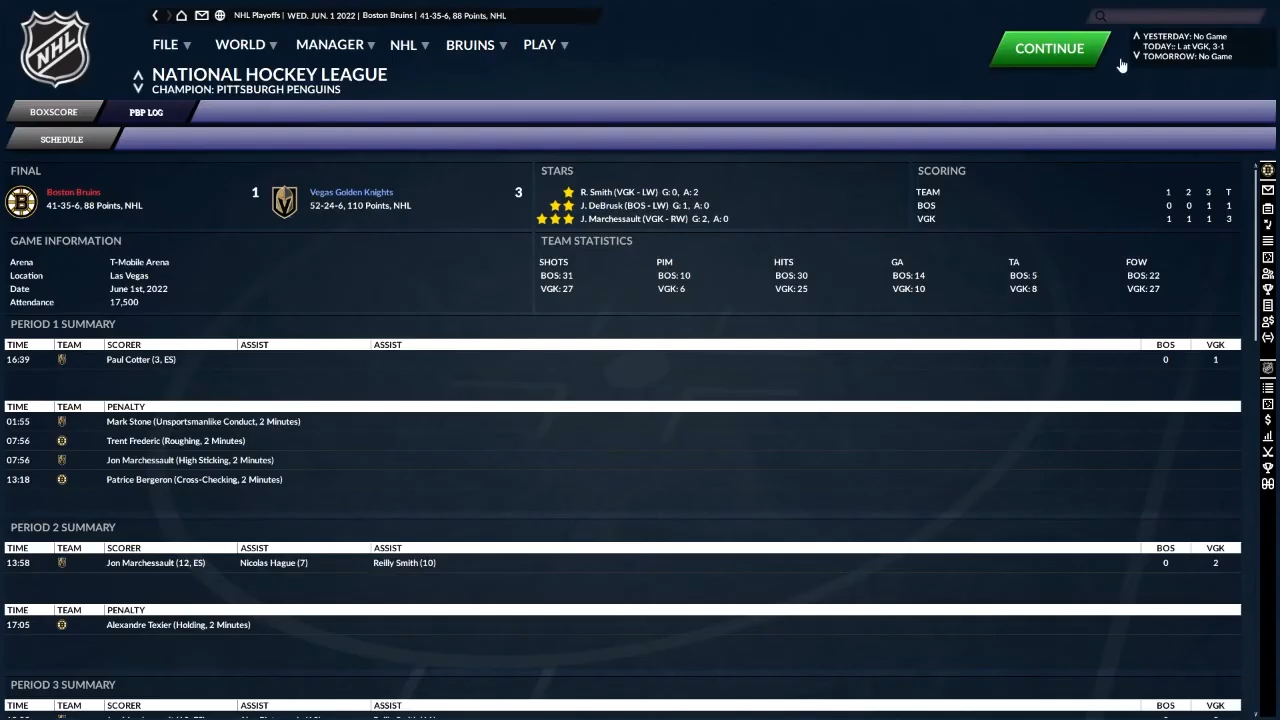 NHL Playoffs | WED. JUN. 1 2022 | Boston Bruins | 41-35-6, 88 Points, NHL
NHL
FILE WORLD MANAGER NHL BRUINS PLAY
CONTINUE
YESTERDAY: No Game
TODAY:: L at VGK, 3-1
TOMORROW: No Game
NATIONAL HOCKEY LEAGUE
CHAMPION: PITTSBURGH PENGUINS
BOXSCORE PBP LOG
SCHEDULE
FINAL
Boston Bruins 1
41-35-6, 88 Points, NHL
Vegas Golden Knights 3
52-24-6, 110 Points, NHL
STARS
R. Smith (VGK - LW) G: 0, A: 2
J. DeBrusk (BOS - LW) G: 1, A: 0
J. Marchessault (VGK - RW) G: 2, A: 0
SCORING
TEAM 1 2 3 T
BOS 0 0 1 1
VGK 1 1 1 3
GAME INFORMATION
Arena T-Mobile Arena
Location Las Vegas
Date June 1st, 2022
Attendance 17,500
TEAM STATISTICS
SHOTS PIM HITS GA TA FOW
BOS: 31 BOS: 10 BOS: 30 BOS: 14 BOS: 5 BOS: 22
VGK: 27 VGK: 6 VGK: 25 VGK: 10 VGK: 8 VGK: 27
PERIOD 1 SUMMARY
TIME TEAM SCORER ASSIST ASSIST BOS VGK
16:39 Paul Cotter (3, ES) 0 1
TIME TEAM PENALTY
01:55 Mark Stone (Unsportsmanlike Conduct, 2 Minutes)
07:56 Trent Frederic (Roughing, 2 Minutes)
07:56 Jon Marchessault (High Sticking, 2 Minutes)
13:18 Patrice Bergeron (Cross-Checking, 2 Minutes)
PERIOD 2 SUMMARY
TIME TEAM SCORER ASSIST ASSIST BOS VGK
13:58 Jon Marchessault (12, ES) Nicolas Hague (7) Reilly Smith (10) 0 2
TIME TEAM PENALTY
17:05 Alexandre Texier (Holding, 2 Minutes)
PERIOD 3 SUMMARY
TIME TEAM SCORER ASSIST ASSIST BOS VGK